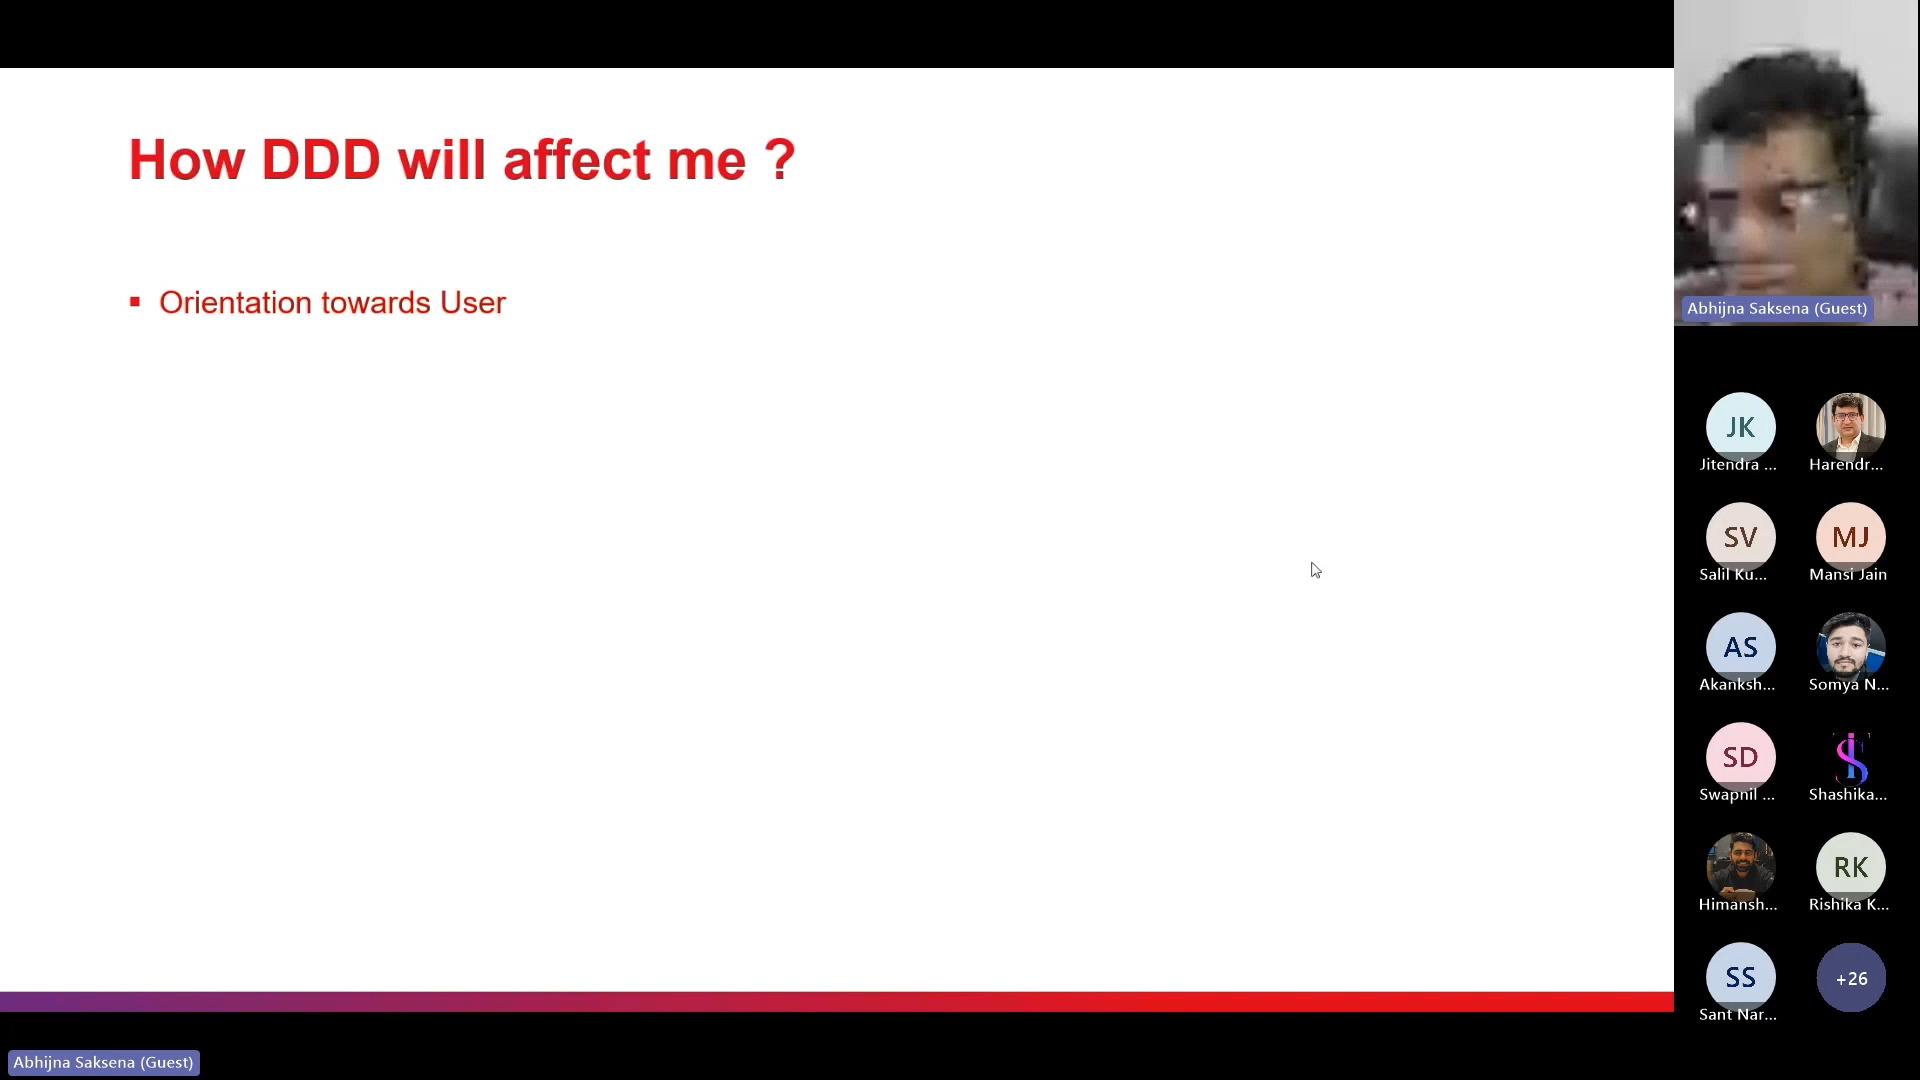 How DDD will affect me ?
▪ Orientation towards User
Abhijna Saksena (Guest)
JK
Jitendra ...
Harendr...
SV
Salil Ku...
MJ
Mansi Jain
AS
Akanksh...
Somya N...
SD
Swapnil ...
Shashika...
Himansh...
RK
Rishika K...
SS
Sant Nar...
+26
Abhijna Saksena (Guest)